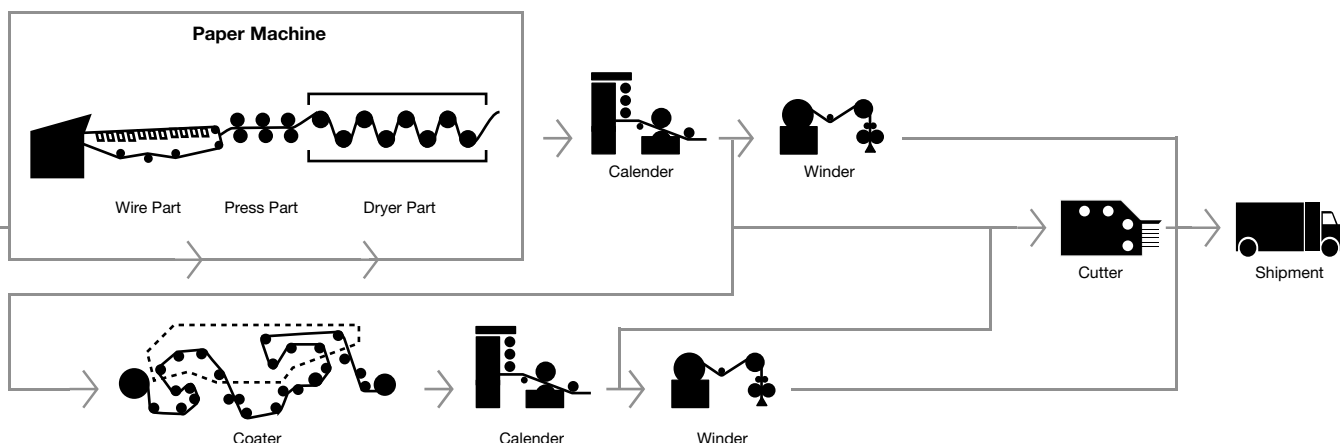 Paper Machine
Wire Part
Press Part
Dryer Part
Calender
Winder
Cutter
Shipment
Coater
Calender
Winder